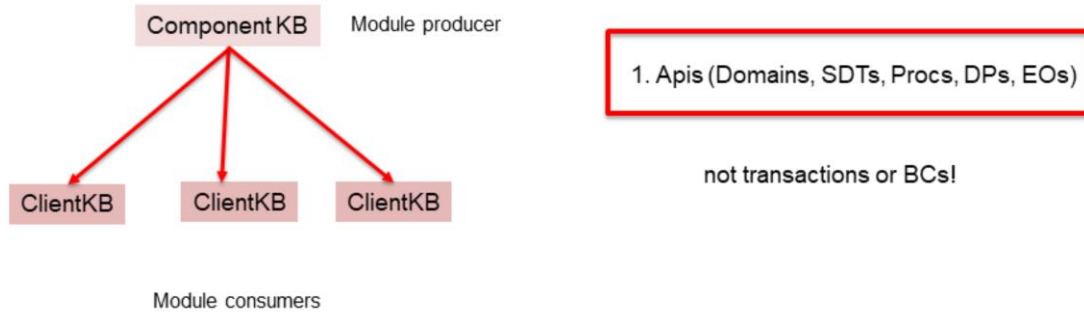 Component KB
Module producer
ClientKB
ClientKB
ClientKB
Module consumers
1. Apis (Domains, SDTs, Procs, DPs, EOs)
not transactions or BCs!